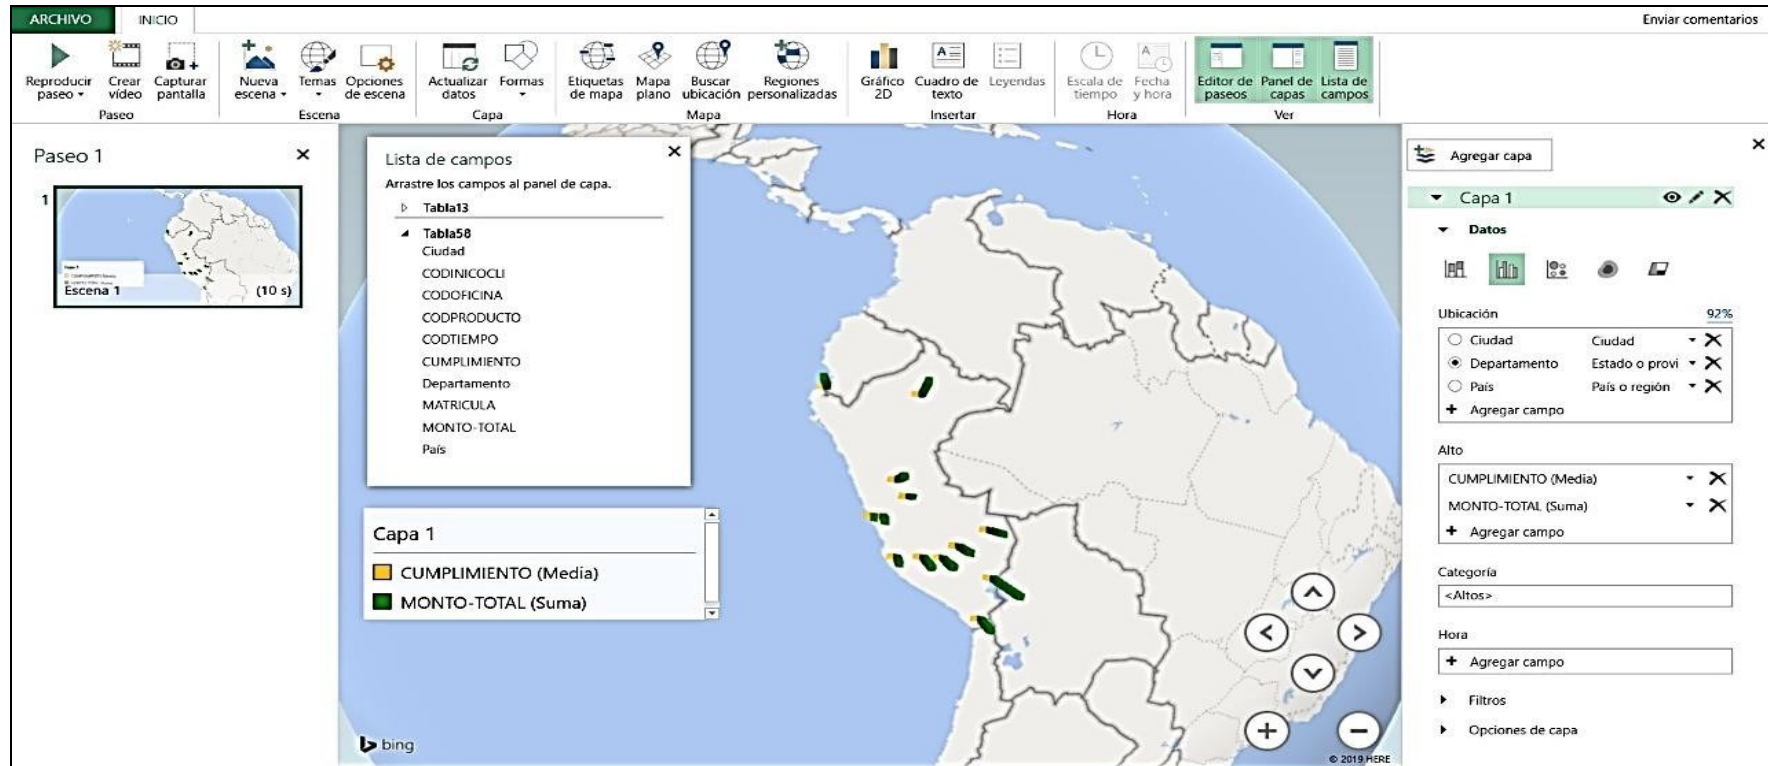 ARCHIVO INICIO Enviar comentarios
Reproducir paseo
Crear vídeo
Capturar pantalla
Nueva escena
Temas
Opciones de escena
Actualizar datos
Formas
Etiquetas de mapa
Mapa plano
Buscar ubicación
Regiones personalizadas
Gráfico 2D
Cuadro de texto
Leyendas
Escala de tiempo
Fecha y hora
Editor de paseos
Panel de capas
Lista de campos
Paseo Escena Capa Mapa Insertar Hora Ver
Paseo 1
1
Escena 1 (10 s)
Lista de campos
Arrastre los campos al panel de capa.
Tabla13
Tabla58
Ciudad
CODINICOCLI
CODOFICINA
CODPRODUCTO
CODTIEMPO
CUMPLIMIENTO
Departamento
MATRICULA
MONTO-TOTAL
País
Capa 1
CUMPLIMIENTO (Media)
MONTO-TOTAL (Suma)
bing
© 2019 HERE
Agregar capa
Capa 1
Datos
Ubicación 92%
Ciudad Ciudad
Departamento Estado o provi
País País o región
+ Agregar campo
Alto
CUMPLIMIENTO (Media)
MONTO-TOTAL (Suma)
+ Agregar campo
Categoría
<Altos>
Hora
+ Agregar campo
Filtros
Opciones de capa